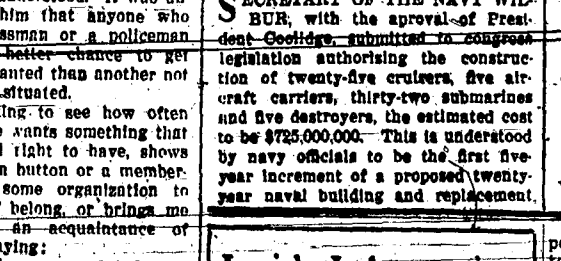 him that anyone who
ssman or a policeman
better chance to get
anted than another not
situated.
ing to see how often
wants something that
right to have, shows
n button or a member-
some organization to
belong, or brings me
an acquaintance of
ying:
SECRETARY OF THE NAVY WIL-
BUR, with the aproval of Presi-
dent Coolidge, submitted to congress
legislation authorising the construc-
tion of twenty-five cruisers, five air-
craft carriers, thirty-two submarines
and five destroyers, the estimated cost
to be $725,000,000. This is understood
by navy officials to be the first five-
year increment of a proposed twenty-
year naval building and replacement.